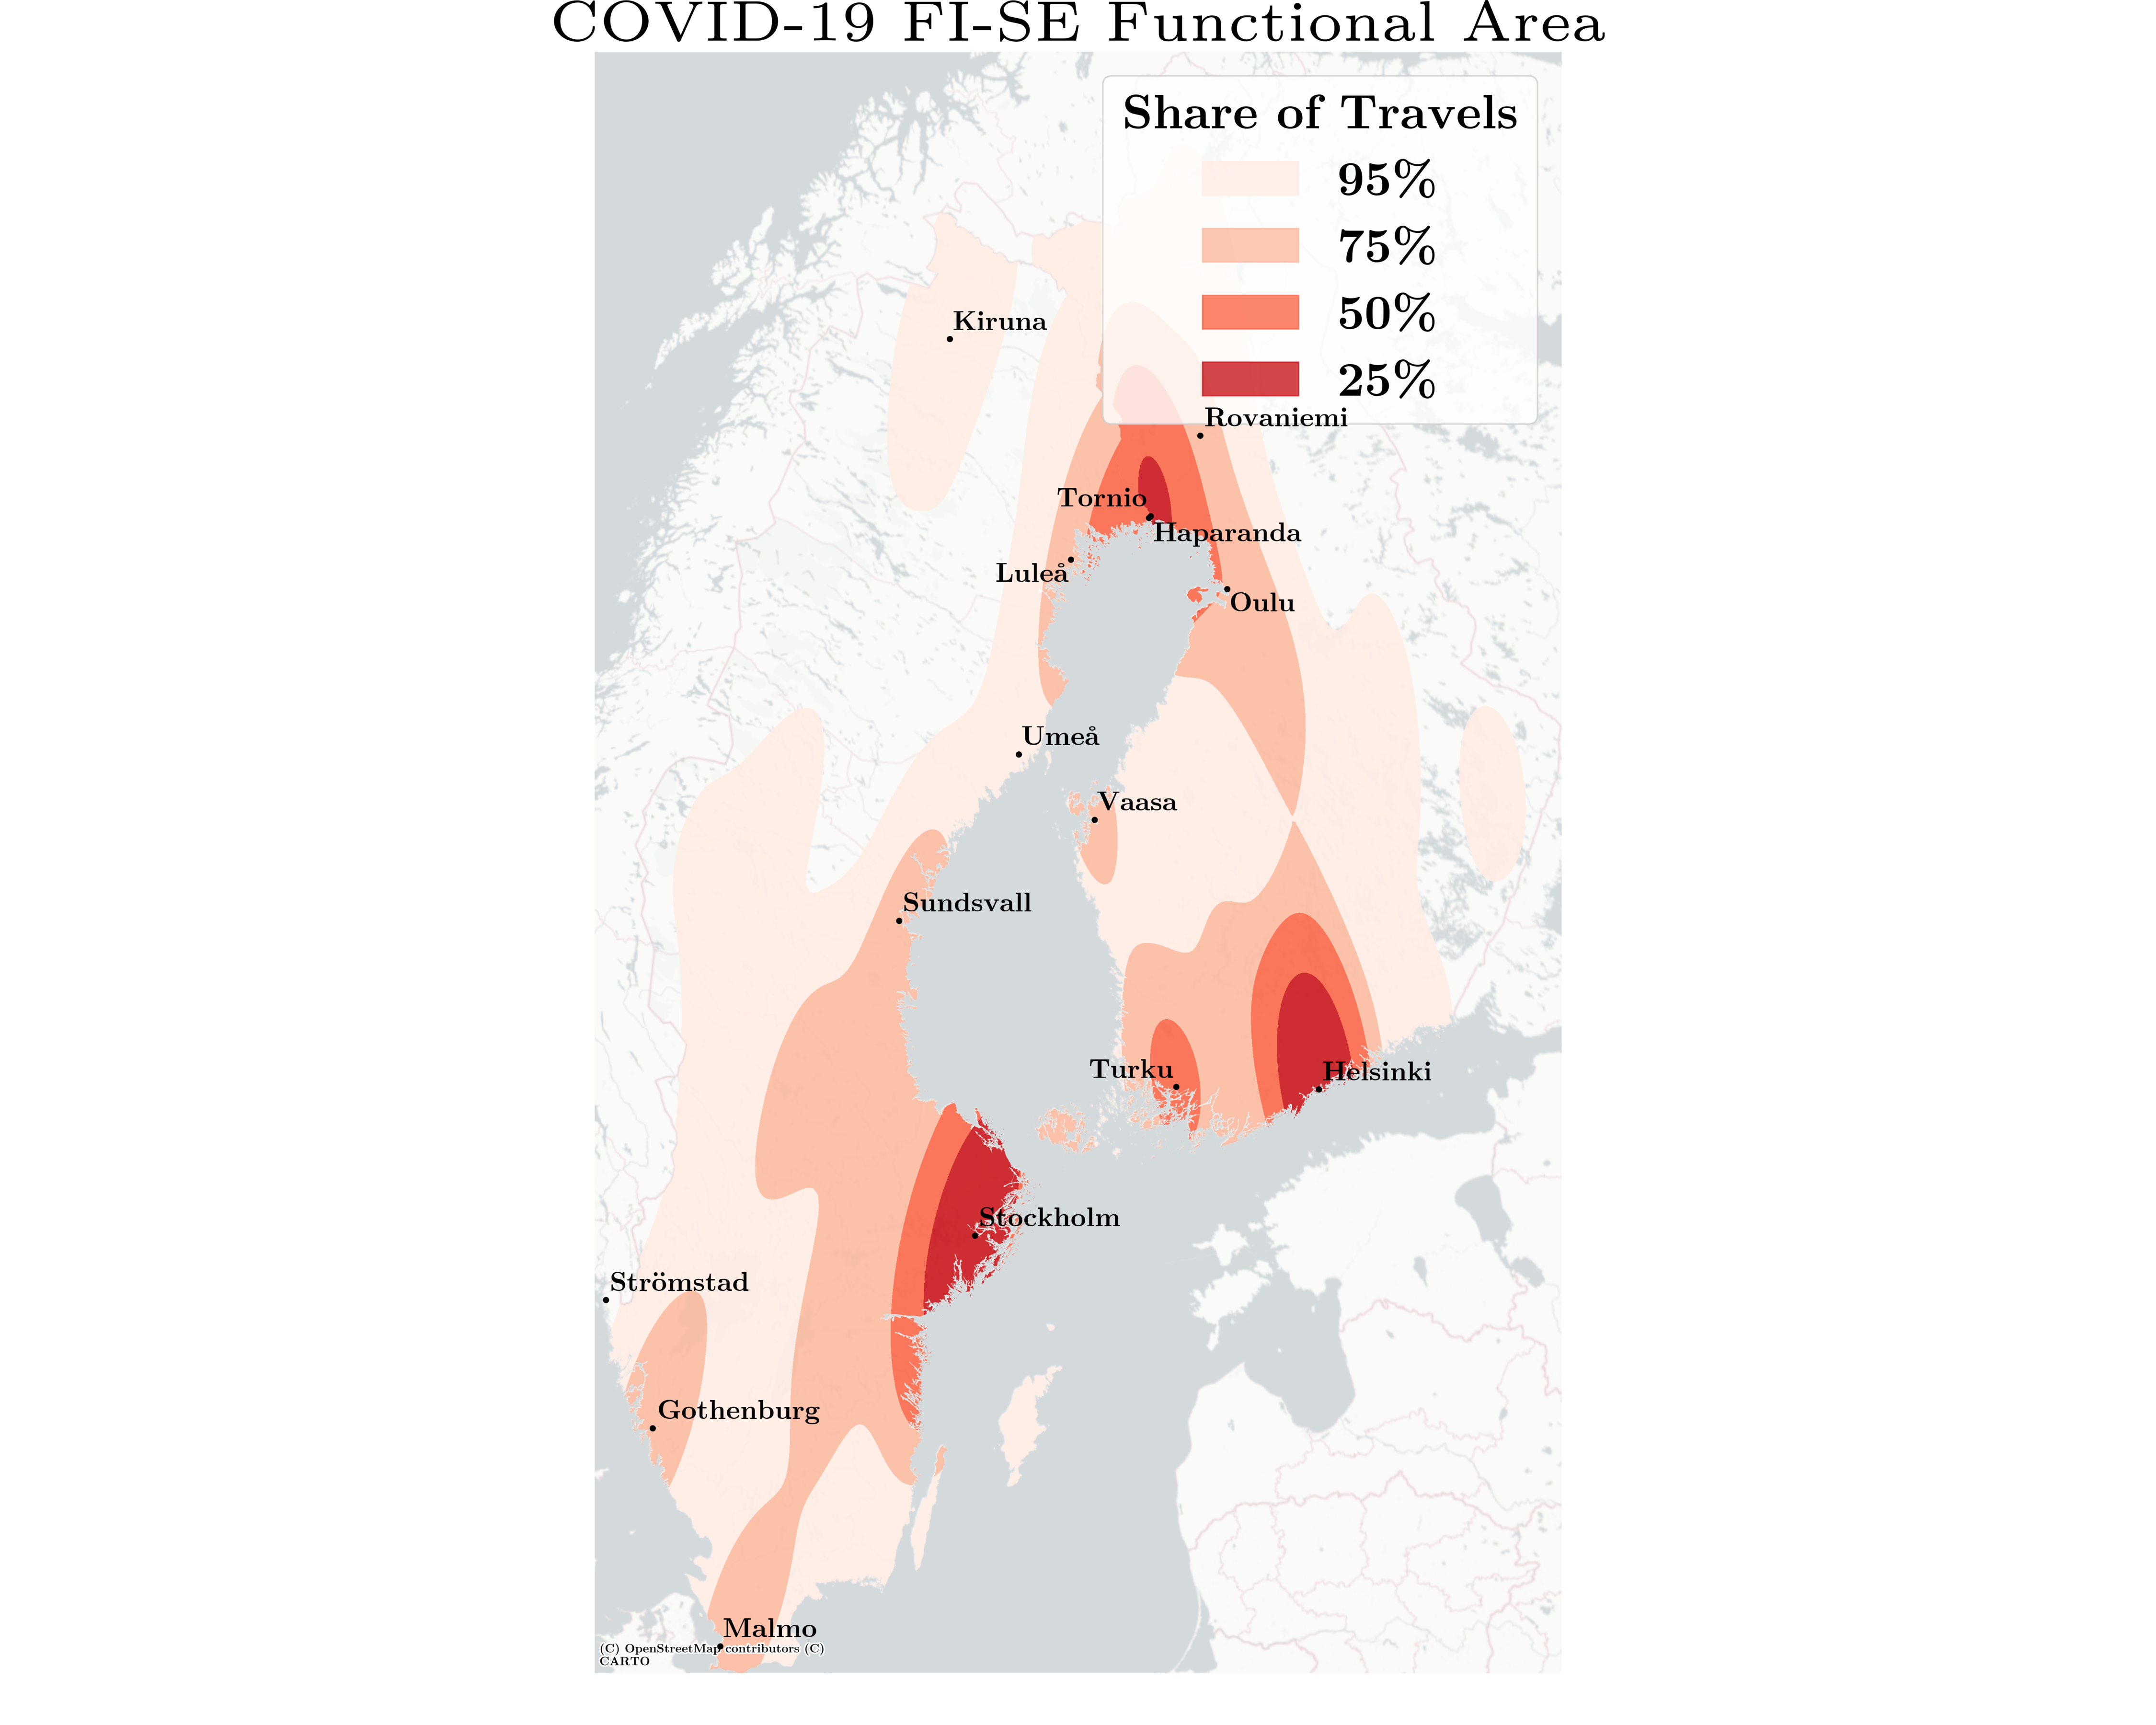 COVID-19 FI-SE Functional Area
Share of Travels
95%
75%
50%
25%
Kiruna
Rovaniemi
Tornio
Haparanda
Luleå
Oulu
Umeå
Vaasa
Sundsvall
Turku
Helsinki
Stockholm
Strömstad
Gothenburg
Malmo
(C) OpenStreetMap contributors (C)
CARTO